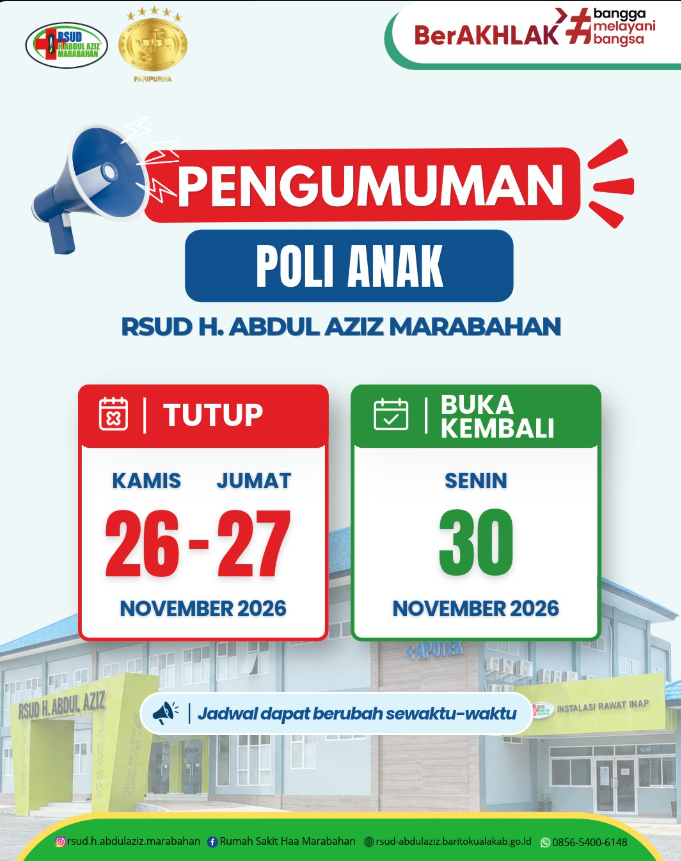 RSUD
H.ABDUL AZIZ
MARABAHAN
PARIPURNA
BerAKHLAK
#bangga
melayani
bangsa
PENGUMUMAN
POLI ANAK
RSUD H. ABDUL AZIZ MARABAHAN
TUTUP
KAMIS JUMAT
26-27
NOVEMBER 2026
BUKA
KEMBALI
SENIN
30
NOVEMBER 2026
APOTEK
RSUD H. ABDUL AZIZ
INSTALASI RAWAT INAP
Jadwal dapat berubah sewaktu-waktu
rsud.h.abdulaziz.marabahan Rumah Sakit Haa Marabahan rsud-abdulaziz.baritokualakab.go.id 0856-5400-6148